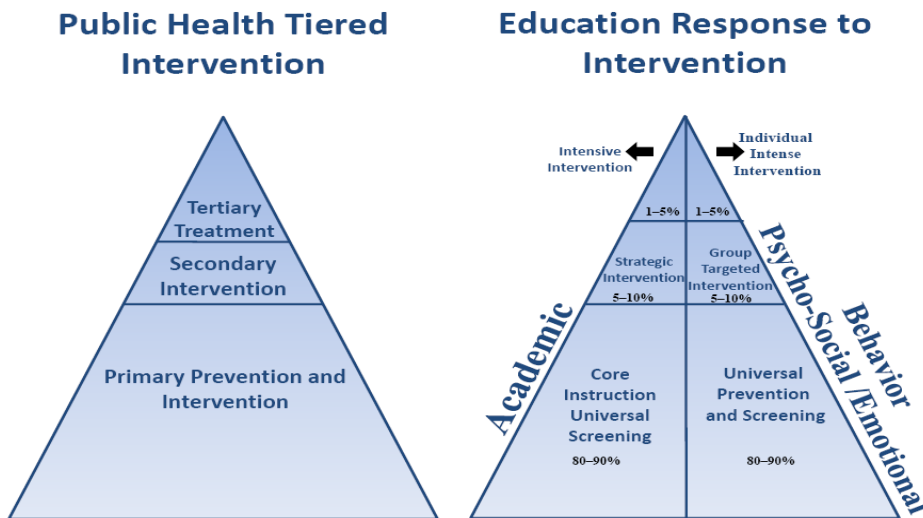 Public Health Tiered
Intervention
Tertiary
Treatment
Secondary
Intervention
Primary Prevention and
Intervention
Education Response to
Intervention
Intensive
Intervention
Individual
Intense
Intervention
1–5%
1–5%
Strategic
Intervention
5–10%
Group
Targeted
Intervention
5–10%
Academic
Core
Instruction
Universal
Screening
80–90%
Universal
Prevention
and Screening
80–90%
Behavior
Psycho-Social /Emotional